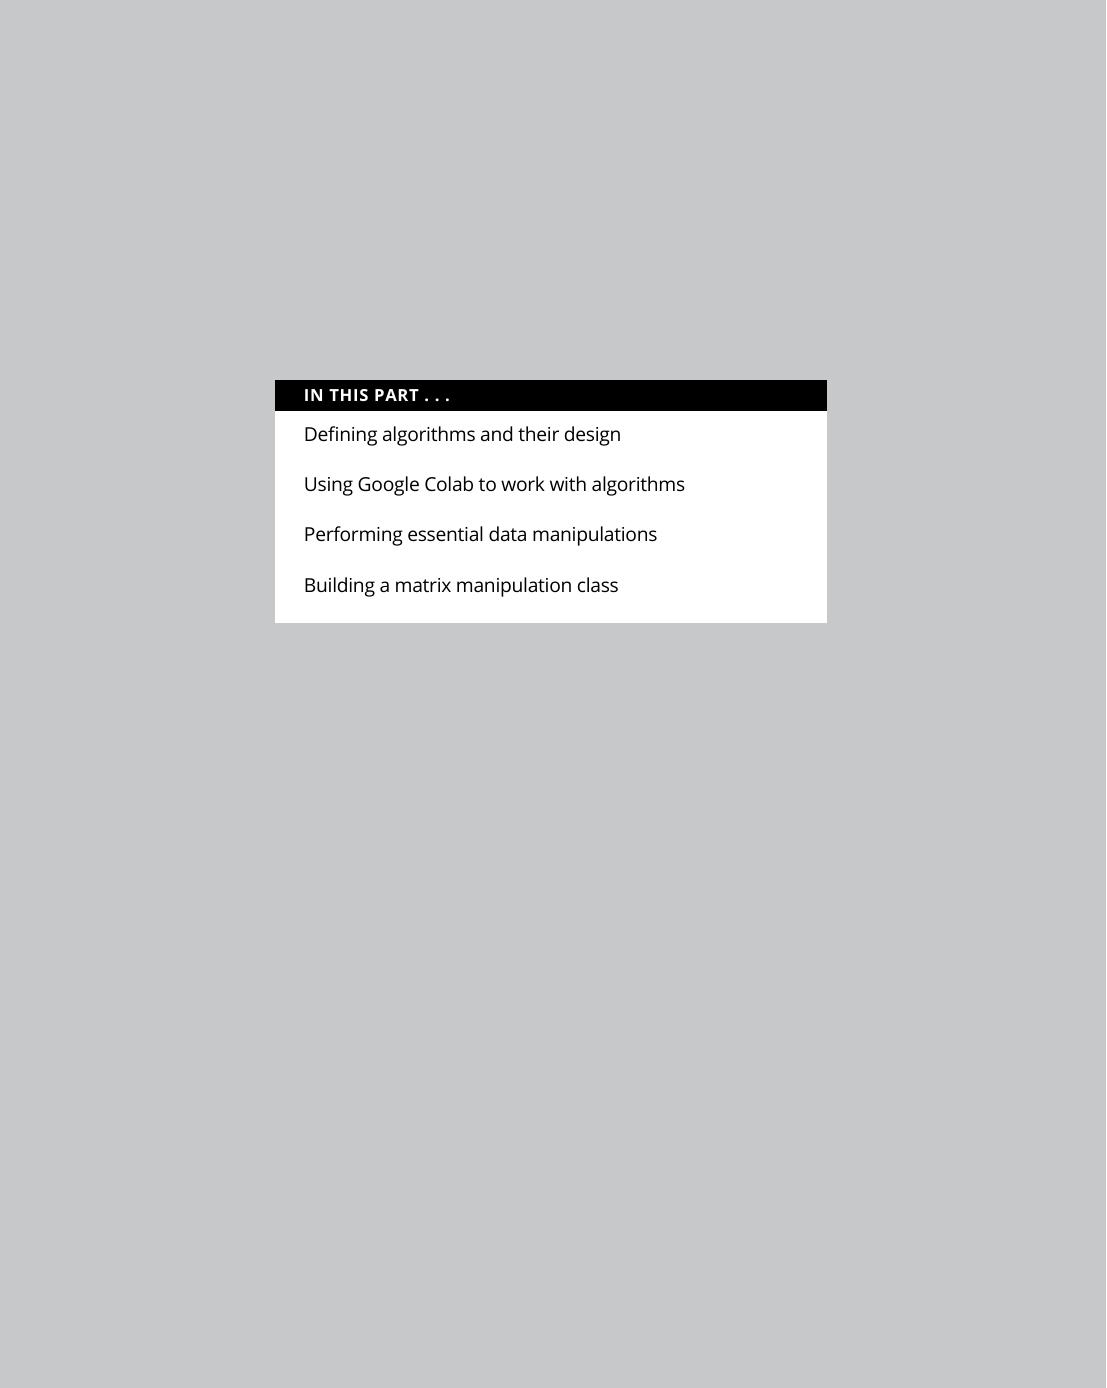 IN THIS PART . . .
Defining algorithms and their design
Using Google Colab to work with algorithms
Performing essential data manipulations
Building a matrix manipulation class